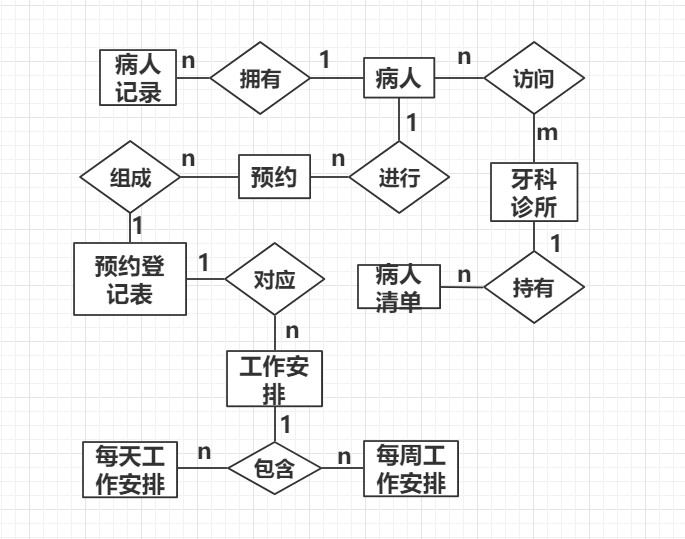 n
1
n
病人
记录
拥有
病人
访问
1
m
n
n
组成
预约
进行
牙科
诊所
1
1
1
预约登
记表
对应
病人
清单
n
持有
n
工作安
排
1
n
n
每天工
作安排
包含
每周工
作安排